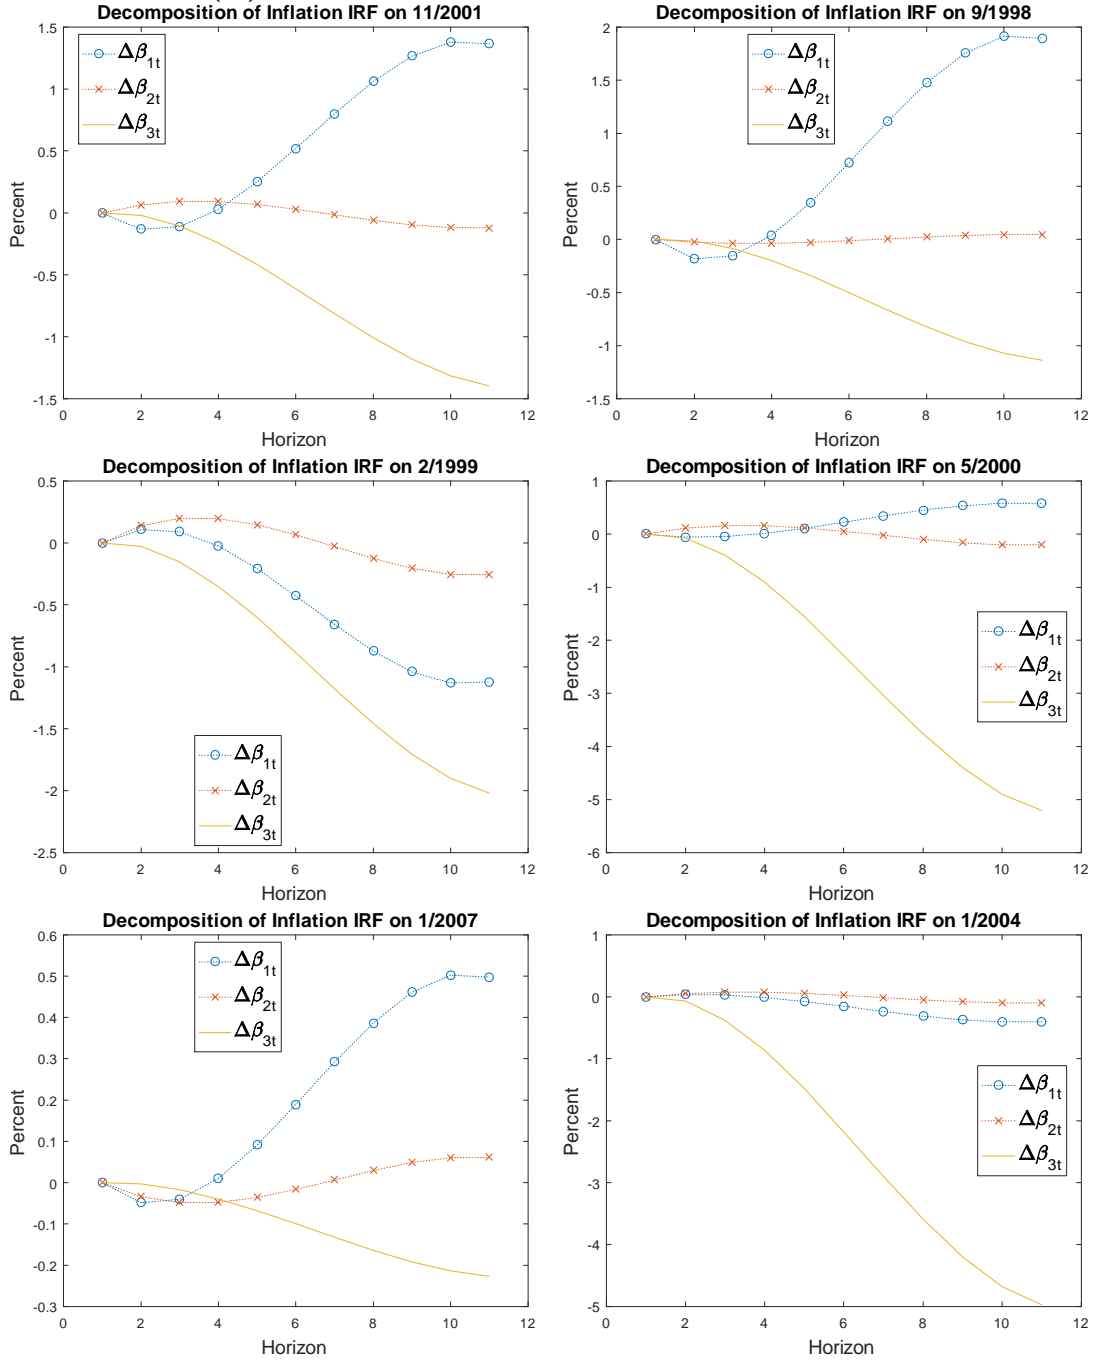 Decomposition of Inflation IRF on 11/2001
1.5
1
0.5
0
-0.5
-1
-1.5
Percent
Δβ1t
Δβ2t
Δβ3t
0 2 4 6 8 10 12
Horizon
Decomposition of Inflation IRF on 9/1998
2
1.5
1
0.5
0
-0.5
-1
-1.5
Percent
Δβ1t
Δβ2t
Δβ3t
0 2 4 6 8 10 12
Horizon
Decomposition of Inflation IRF on 2/1999
0.5
0
-0.5
-1
-1.5
-2
-2.5
Percent
Δβ1t
Δβ2t
Δβ3t
0 2 4 6 8 10 12
Horizon
Decomposition of Inflation IRF on 5/2000
1
0
-1
-2
-3
-4
-5
-6
Percent
Δβ1t
Δβ2t
Δβ3t
0 2 4 6 8 10 12
Horizon
Decomposition of Inflation IRF on 1/2007
0.6
0.5
0.4
0.3
0.2
0.1
0
-0.1
-0.2
-0.3
Percent
Δβ1t
Δβ2t
Δβ3t
0 2 4 6 8 10 12
Horizon
Decomposition of Inflation IRF on 1/2004
1
0
-1
-2
-3
-4
-5
Percent
Δβ1t
Δβ2t
Δβ3t
0 2 4 6 8 10 12
Horizon